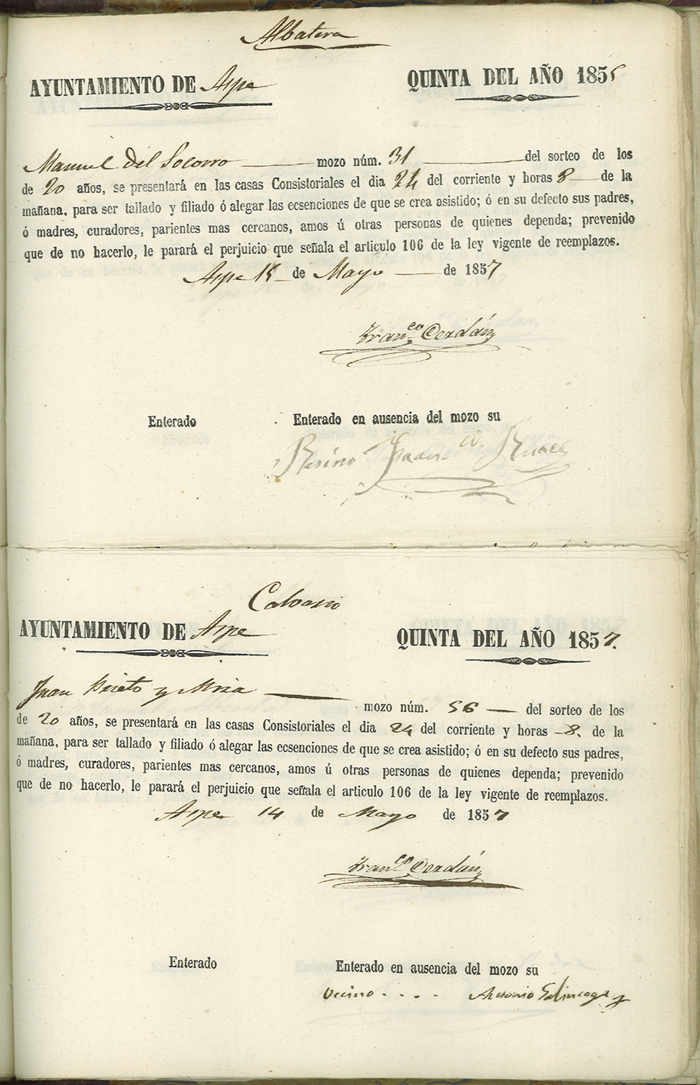 Albatera
AYUNTAMIENTO DE Aspe QUINTA DEL AÑO 185
Manuel Del Socorro mozo núm. 31 del sorteo de los
de 20 años, se presentará en las casas Consistoriales el dia 24 del corriente y horas 8 de la
mañana, para ser tallado y filiado ó alegar las ecsenciones de que se crea asistido; ó en su defecto sus padres,
ó madres, curadores, parientes mas cercanos, amos ú otras personas de quienes dependa; prevenido
que de no hacerlo, le parará el perjuicio que señala el articulo 106 de la ley vigente de reemplazos.
Aspe de Mayo de 1857
Fran.co Cerdán
Enterado Enterado en ausencia del mozo su
Calvario
AYUNTAMIENTO DE Aspe QUINTA DEL AÑO 1857.
Juan y mozo núm. 56 del sorteo de los
de 20 años, se presentará en las casas Consistoriales el dia 24 del corriente y horas 8. de la
mañana, para ser tallado y filiado ó alegar las ecsenciones de que se crea asistido; ó en su defecto sus padres,
ó madres, curadores, parientes mas cercanos, amos ú otras personas de quienes dependa; prevenido
que de no hacerlo, le parará el perjuicio que señala el articulo 106 de la ley vigente de reemplazos.
Aspe 14 de Mayo de 1857
Fran.co Cerdán
Enterado Enterado en ausencia del mozo su
Vecino Antonio